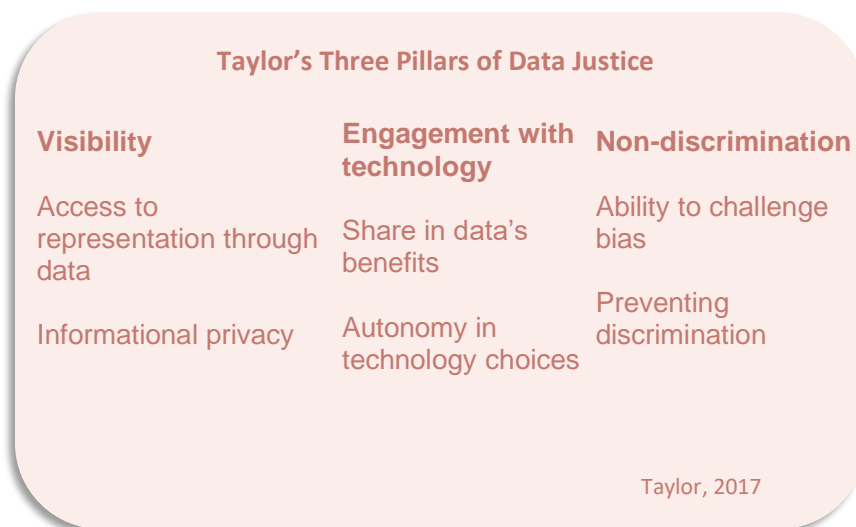 Taylor’s Three Pillars of Data Justice
Visibility
Access to
representation through
data
Informational privacy
Engagement with
technology
Share in data’s
benefits
Autonomy in
technology choices
Non-discrimination
Ability to challenge
bias
Preventing
discrimination
Taylor, 2017